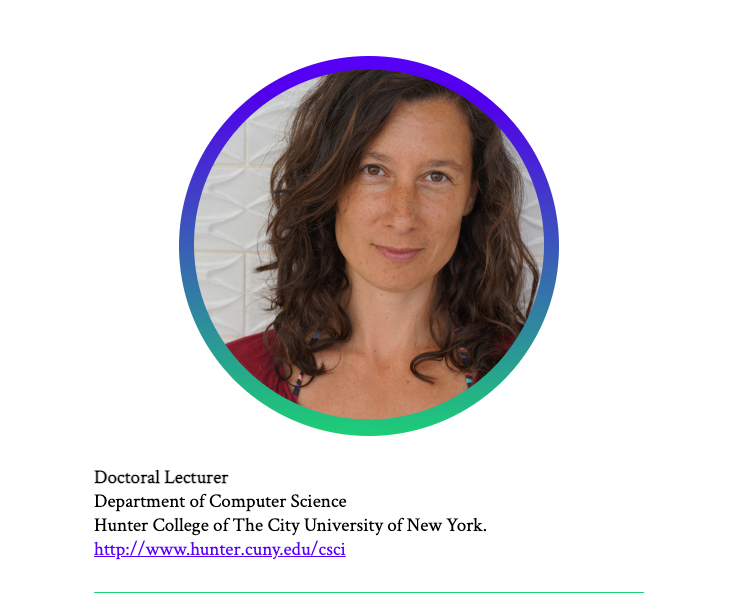 Doctoral Lecturer
Department of Computer Science
Hunter College of The City University of New York.
http://www.hunter.cuny.edu/csci